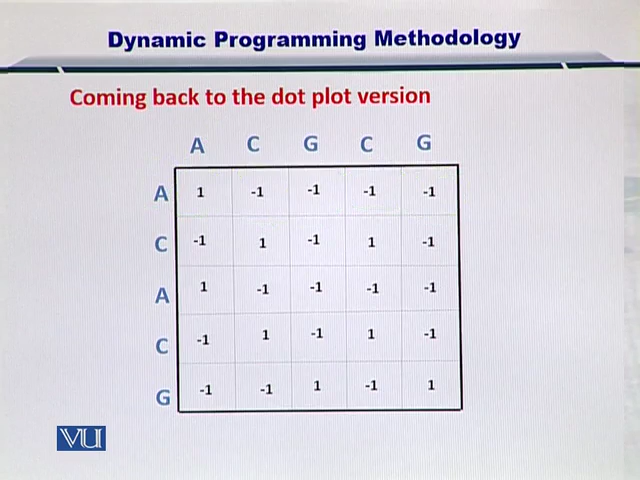 Dynamic Programming Methodology
Coming back to the dot plot version
A C G C G
A 1 -1 -1 -1 -1
C -1 1 -1 1 -1
A 1 -1 -1 -1 -1
C -1 1 -1 1 -1
G -1 -1 1 -1 1
VU